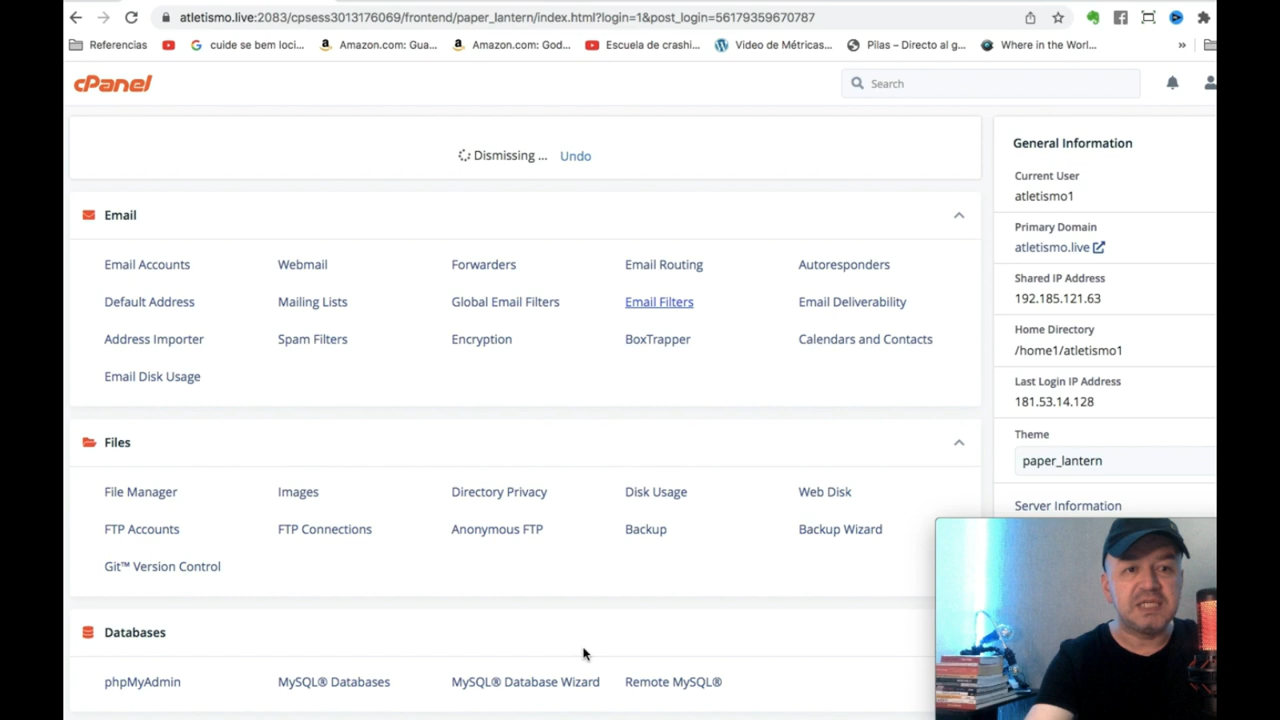 atletismo.live:2083/cpsess3013176069/frontend/paper_lantern/index.html?login=1&post_login=56179359670787
Referencias
cuide se bem loci...
Amazon.com: Gua...
Amazon.com: God...
Escuela de crashi...
Video de Métricas...
Pilas – Directo al g...
Where in the Worl...
»
cPanel
Search
Dismissing ... Undo
Email
Email Accounts
Webmail
Forwarders
Email Routing
Autoresponders
Default Address
Mailing Lists
Global Email Filters
Email Filters
Email Deliverability
Address Importer
Spam Filters
Encryption
BoxTrapper
Calendars and Contacts
Email Disk Usage
Files
File Manager
Images
Directory Privacy
Disk Usage
Web Disk
FTP Accounts
FTP Connections
Anonymous FTP
Backup
Backup Wizard
Git™ Version Control
Databases
phpMyAdmin
MySQL® Databases
MySQL® Database Wizard
Remote MySQL®
General Information
Current User
atletismo1
Primary Domain
atletismo.live
Shared IP Address
192.185.121.63
Home Directory
/home1/atletismo1
Last Login IP Address
181.53.14.128
Theme
paper_lantern
Server Information